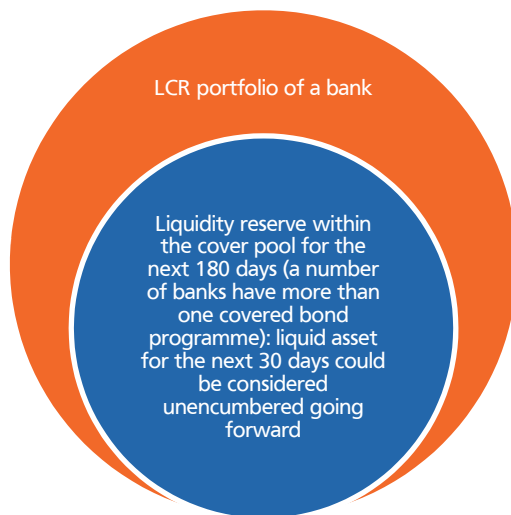 LCR portfolio of a bank
Liquidity reserve within
the cover pool for the
next 180 days (a number
of banks have more than
one covered bond
programme): liquid asset
for the next 30 days could
be considered
unencumbered going
forward